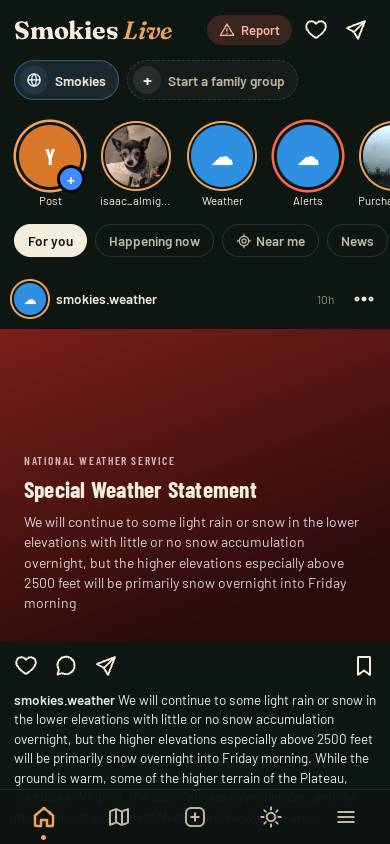 Smokies Live
Report
Smokies
+ Start a family group
Y
+
Post
isaac_almig...
Weather
Alerts
Purcha
For you
Happening now
Near me
News
smokies.weather
10h
NATIONAL WEATHER SERVICE
Special Weather Statement
We will continue to some light rain or snow in the lower
elevations with little or no snow accumulation
overnight, but the higher elevations especially above
2500 feet will be primarily snow overnight into Friday
morning
smokies.weather We will continue to some light rain or snow in
the lower elevations with little or no snow accumulation
overnight, but the higher elevations especially above 2500 feet
will be primarily snow overnight into Friday morning. While the
ground is warm, some of the higher terrain of the Plateau,